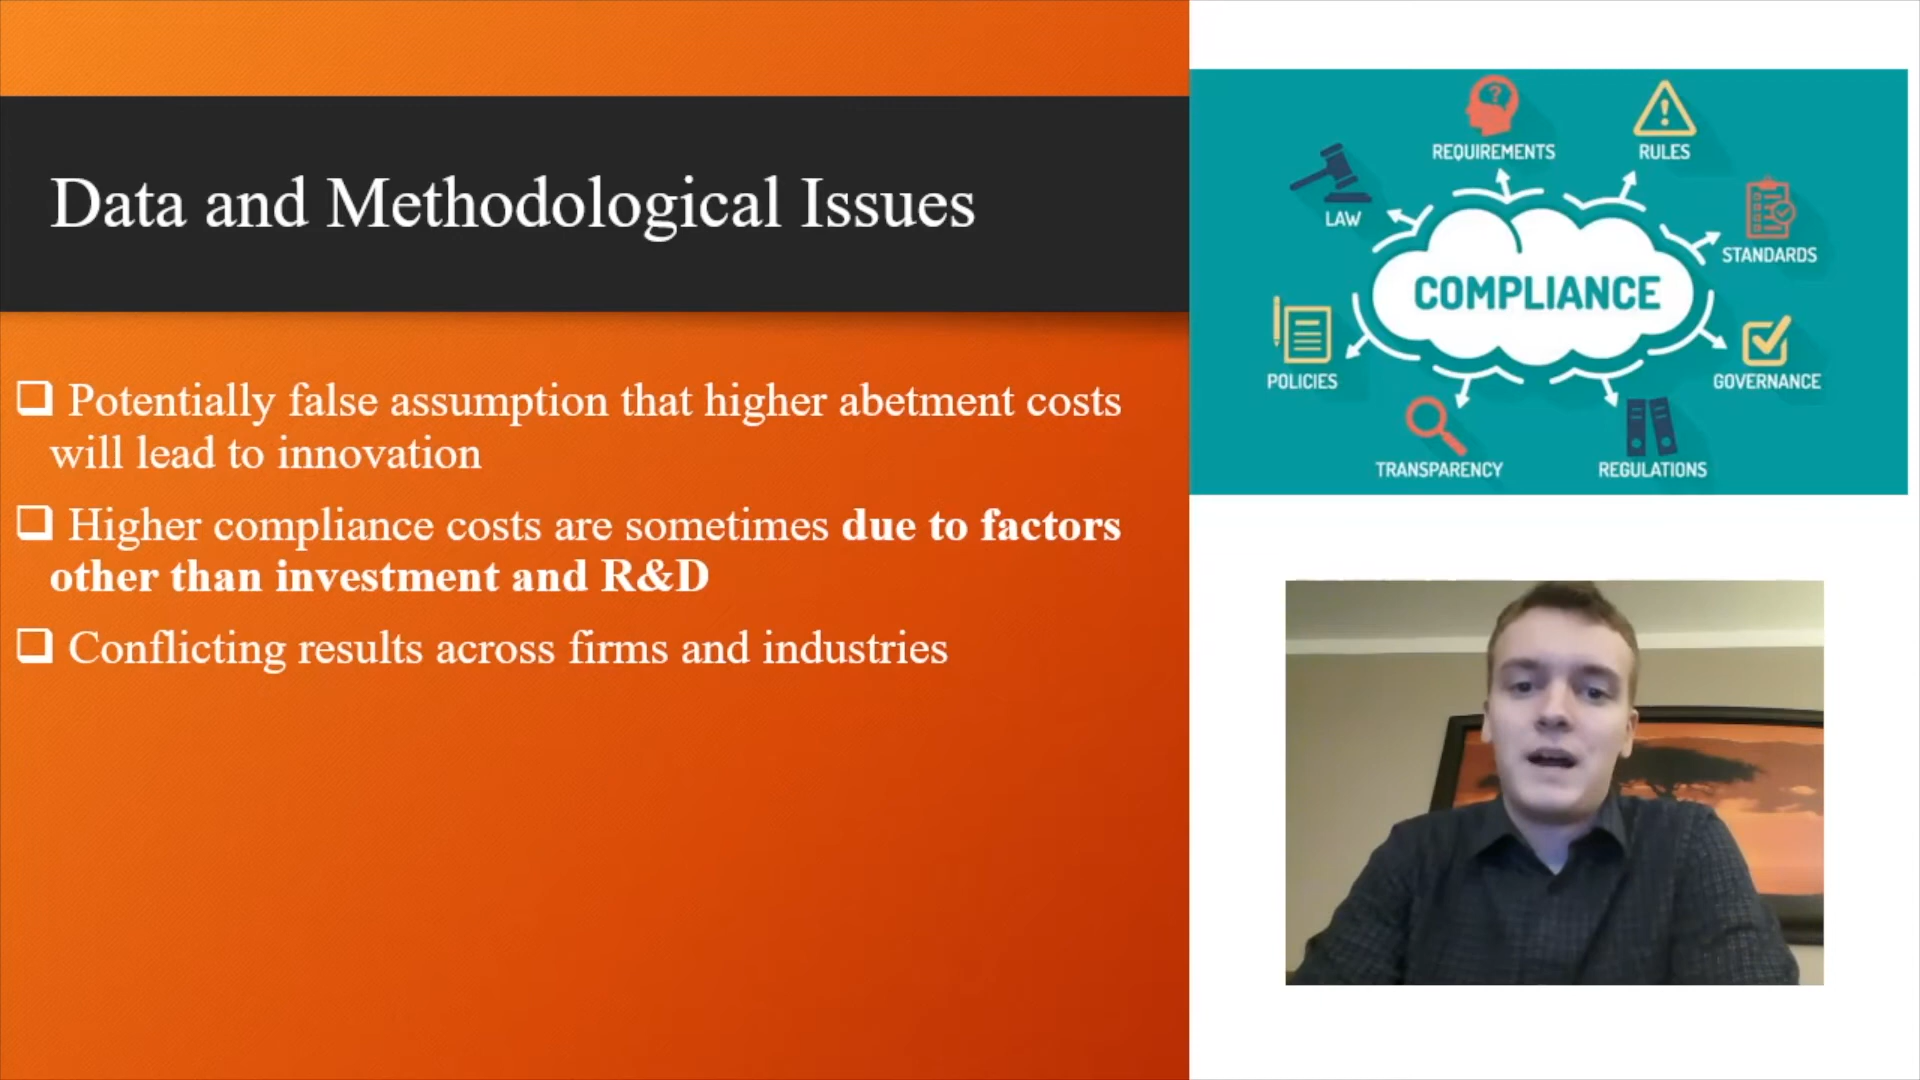 Data and Methodological Issues
Potentially false assumption that higher abetment costs
will lead to innovation
Higher compliance costs are sometimes due to factors
other than investment and R&D
Conflicting results across firms and industries
REQUIREMENTS
RULES
LAW
STANDARDS
COMPLIANCE
POLICIES
GOVERNANCE
TRANSPARENCY
REGULATIONS